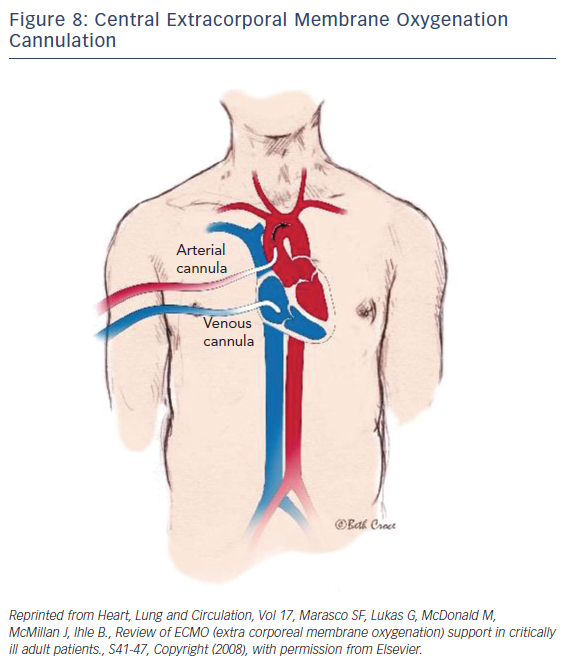 Figure 8: Central Extracorporal Membrane Oxygenation
Cannulation
Arterial
cannula
Venous
cannula
©Beth Croce
Reprinted from Heart, Lung and Circulation, Vol 17, Marasco SF, Lukas G, McDonald M,
McMillan J, Ihle B., Review of ECMO (extra corporeal membrane oxygenation) support in critically
ill adult patients., S41-47, Copyright (2008), with permission from Elsevier.